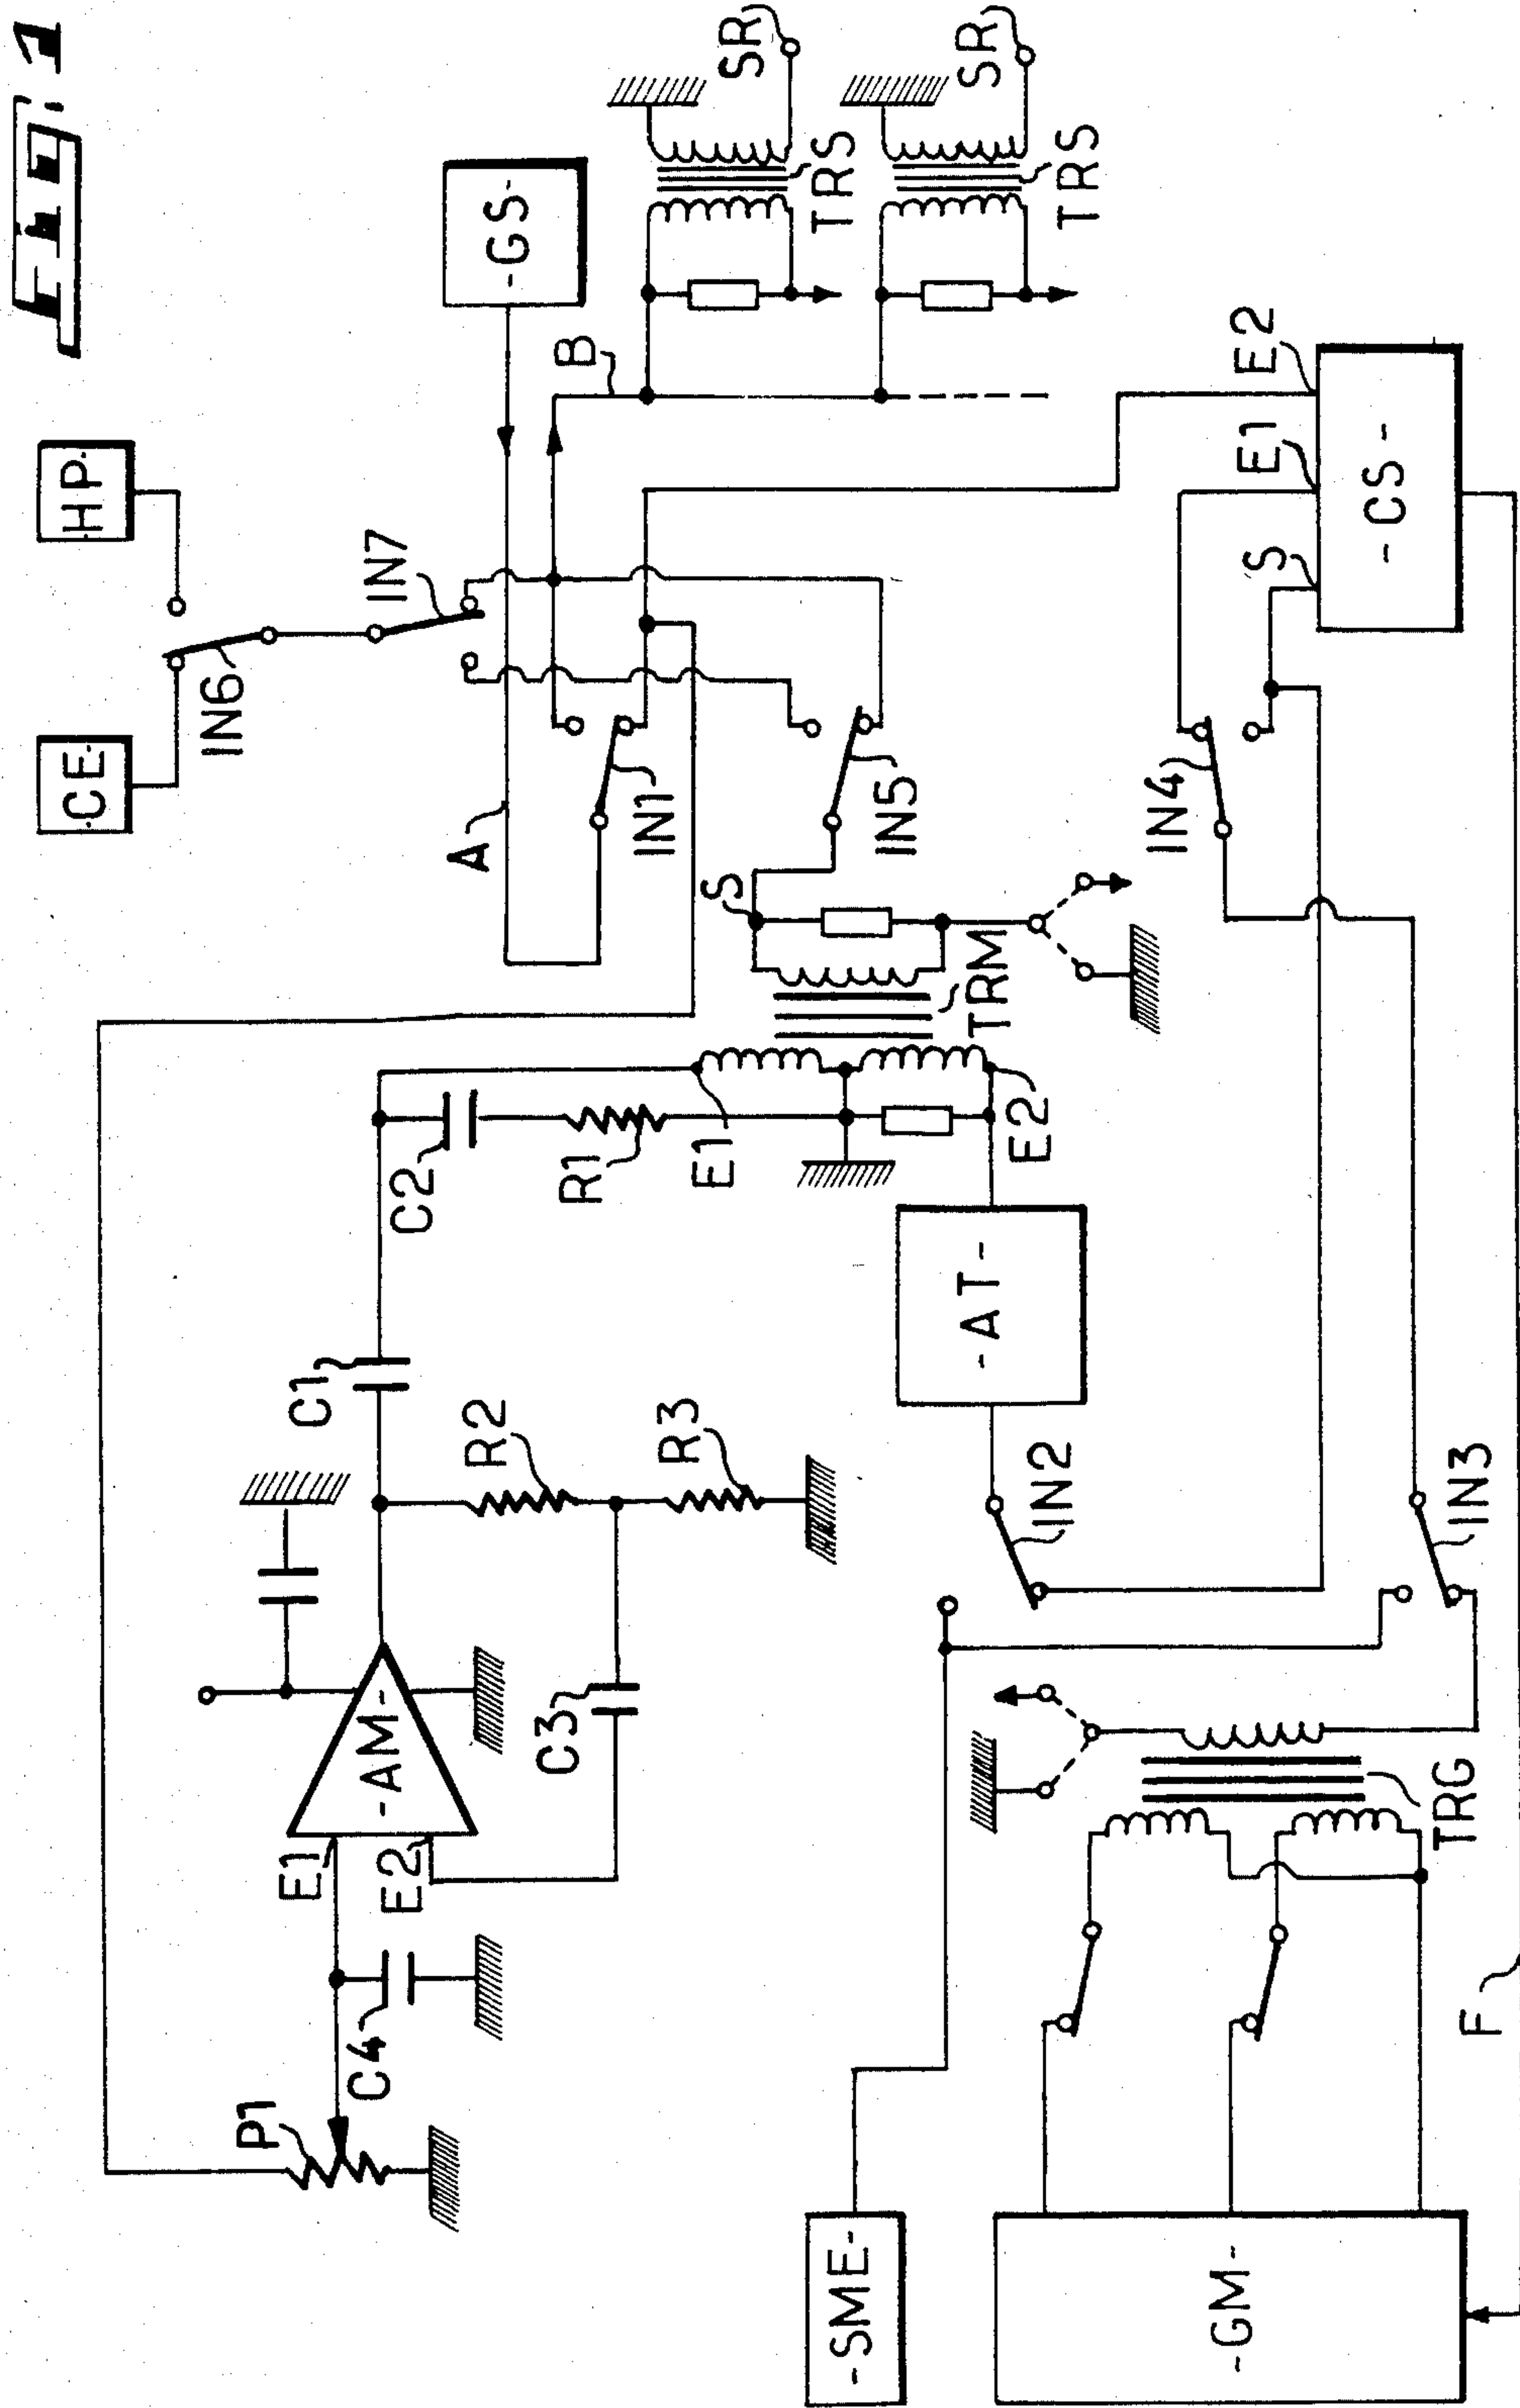 Fig. 1
-SME-
-GM-
F
P1
C4
E1
E2
-AM-
C3
TRG
R2
R3
IN2
IN3
C1
-AT-
C2
R1
E1
E2
TRM
S
A
IN1
IN5
IN4
-CE-
IN6
IN7
-HP-
-GS-
B
S
E1
E2
-CS-
TRS
TRS
SR
SR